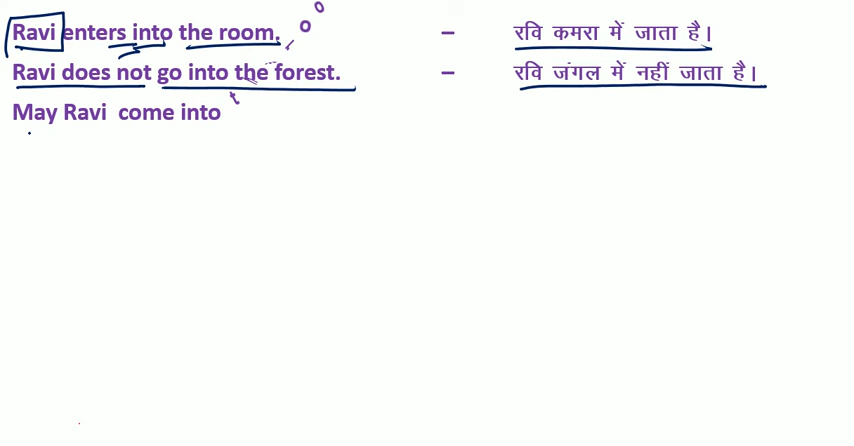 Ravi enters into the room. – रवि कमरा में जाता है।
Ravi does not go into the forest. – रवि जंगल में नहीं जाता है।
May Ravi come into